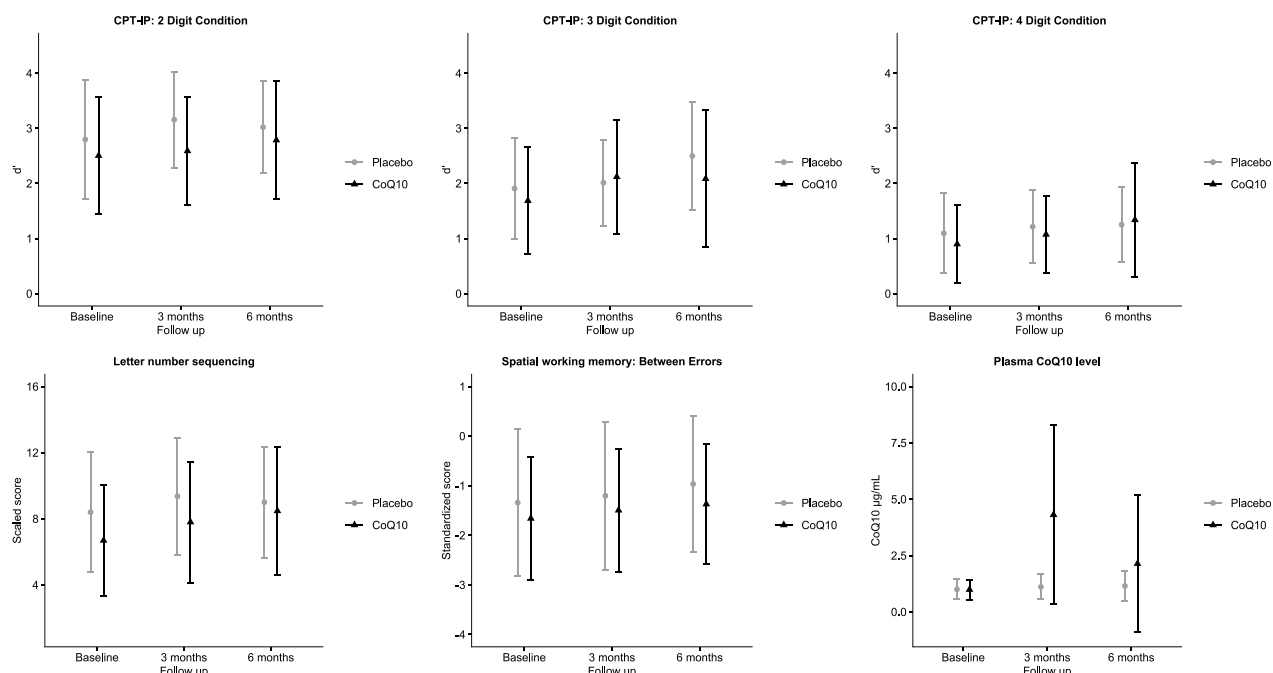 CPT-IP: 2 Digit Condition
4
3
2
1
0
d'
Baseline
3 months
6 months
Follow up
Placebo
CoQ10
CPT-IP: 3 Digit Condition
4
3
2
1
0
d'
Baseline
3 months
6 months
Follow up
Placebo
CoQ10
CPT-IP: 4 Digit Condition
4
3
2
1
0
d'
Baseline
3 months
6 months
Follow up
Placebo
CoQ10
Letter number sequencing
16
12
8
4
Scaled score
Baseline
3 months
6 months
Follow up
Placebo
CoQ10
Spatial working memory: Between Errors
1
0
-1
-2
-3
-4
Standardized score
Baseline
3 months
6 months
Follow up
Placebo
CoQ10
Plasma CoQ10 level
10.0
7.5
5.0
2.5
0.0
CoQ10 µg/mL
Baseline
3 months
6 months
Follow up
Placebo
CoQ10